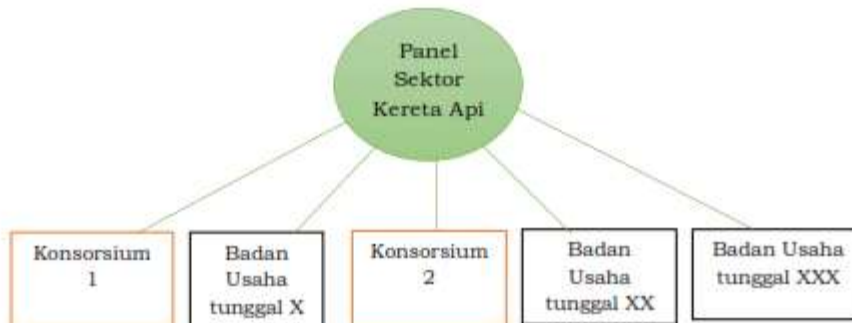 Panel
Sektor
Kereta Api
Konsorsium
1
Badan
Usaha
tunggal X
Konsorsium
2
Badan
Usaha
tunggal XX
Badan Usaha
tunggal XXX